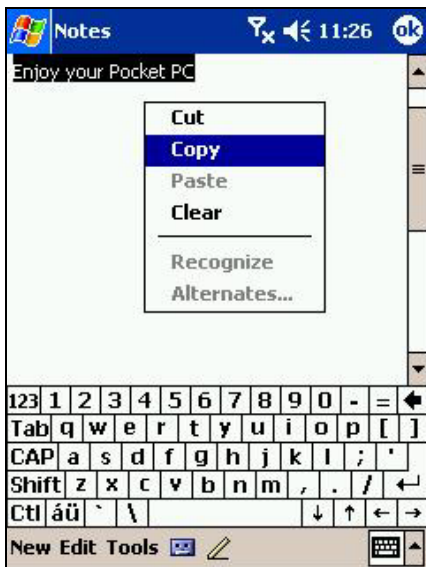 Notes 11:26 ok
Enjoy your Pocket PC
Cut
Copy
Paste
Clear
Recognize
Alternates...
123 1 2 3 4 5 6 7 8 9 0 - = 🡸
Tab q w e r t y u i o p [ ]
CAP a s d f g h j k l ; '
Shift z x c v b n m , . / ↵
Ctl áü ` \ ↓ ↑ ← →
New Edit Tools